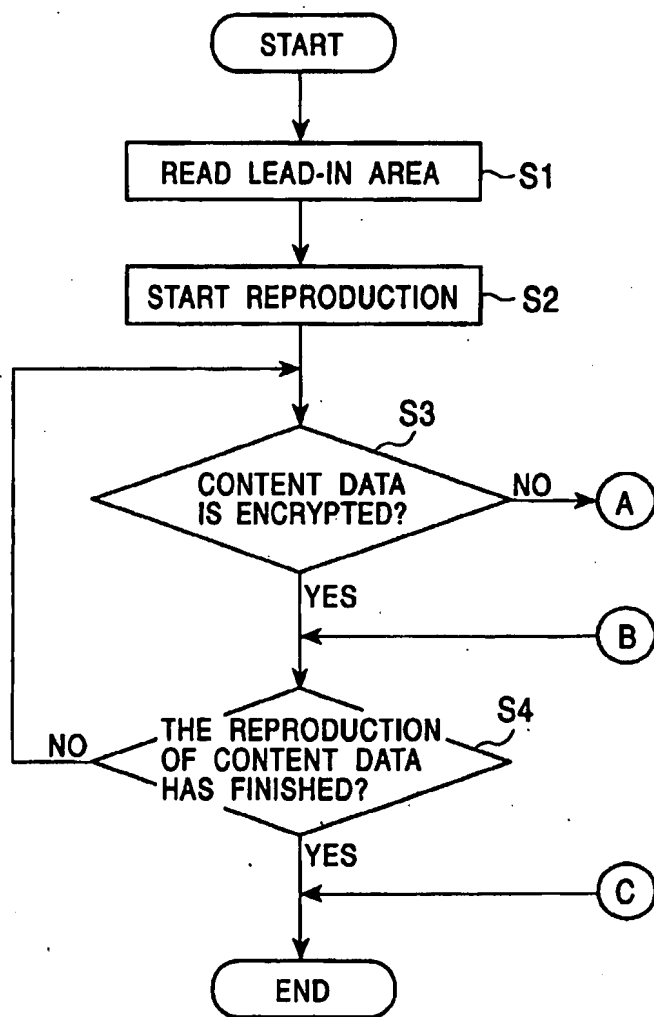 START
READ LEAD-IN AREA
S1
START REPRODUCTION
S2
S3
CONTENT DATA
IS ENCRYPTED?
NO
A
YES
B
S4
THE REPRODUCTION
OF CONTENT DATA
HAS FINISHED?
NO
YES
C
END